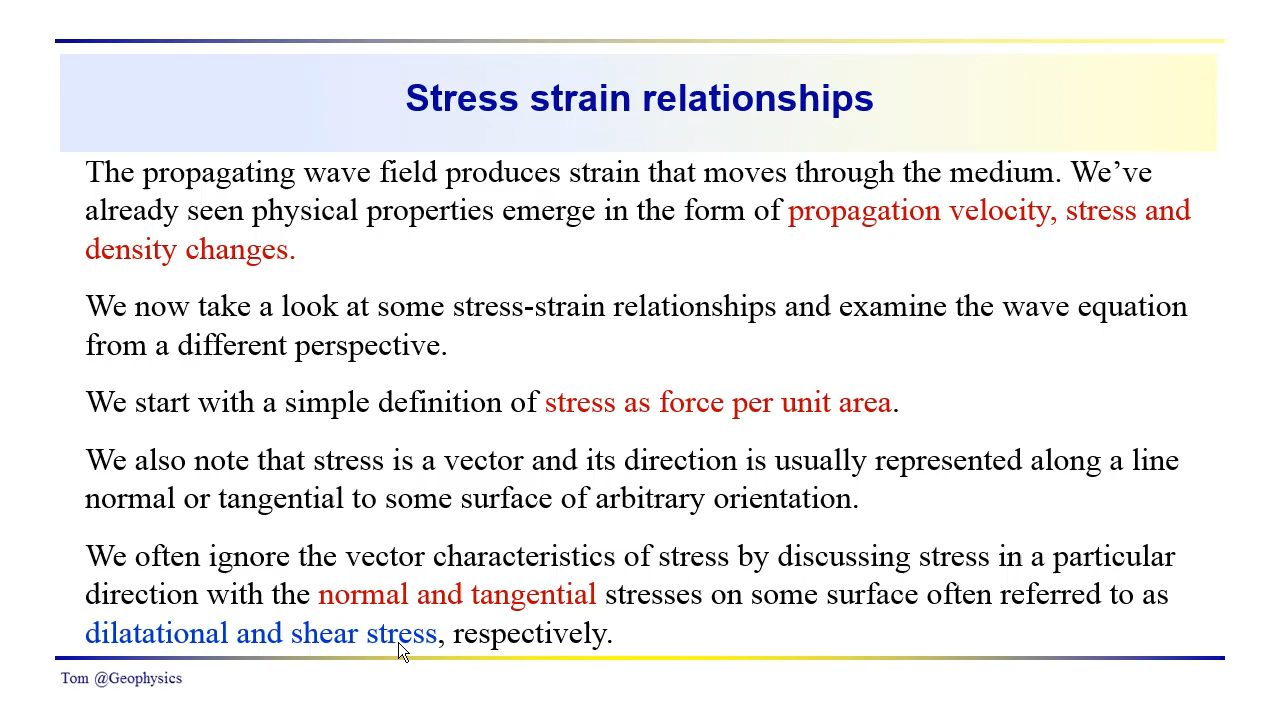 Stress strain relationships
The propagating wave field produces strain that moves through the medium. We’ve
already seen physical properties emerge in the form of propagation velocity, stress and
density changes.
We now take a look at some stress-strain relationships and examine the wave equation
from a different perspective.
We start with a simple definition of stress as force per unit area.
We also note that stress is a vector and its direction is usually represented along a line
normal or tangential to some surface of arbitrary orientation.
We often ignore the vector characteristics of stress by discussing stress in a particular
direction with the normal and tangential stresses on some surface often referred to as
dilatational and shear stress, respectively.
Tom @Geophysics